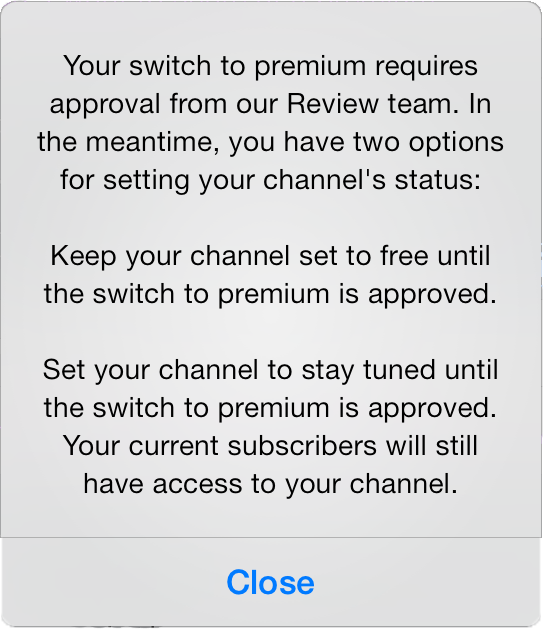 Your switch to premium requires
approval from our Review team. In
the meantime, you have two options
for setting your channel's status:
Keep your channel set to free until
the switch to premium is approved.
Set your channel to stay tuned until
the switch to premium is approved.
Your current subscribers will still
have access to your channel.
Close